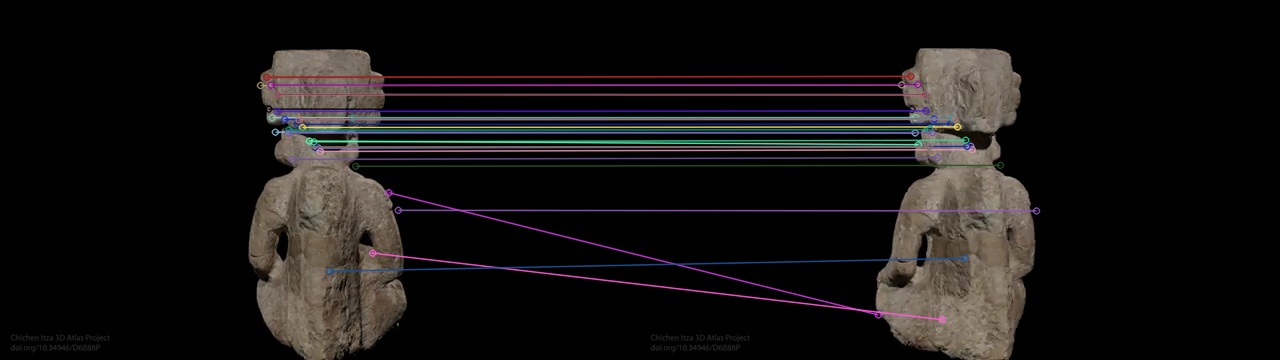 Chichen Itza 3D Atlas Project
doi.org/10.34946/D6B88P
Chichen Itza 3D Atlas Project
doi.org/10.34946/D6B88P